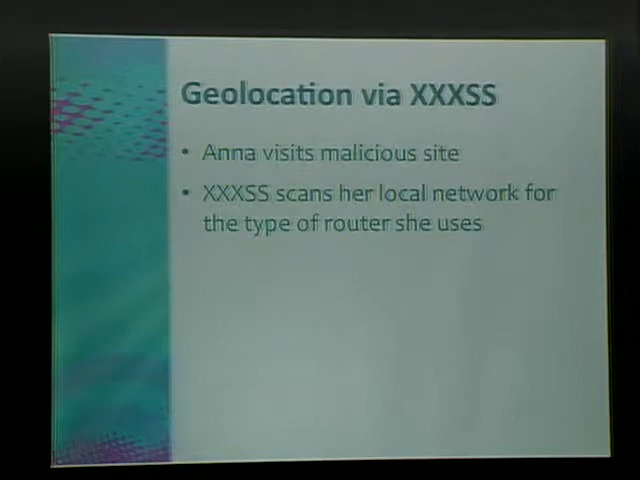 Geolocation via XXXSS
• Anna visits malicious site
• XXXSS scans her local network for
the type of router she uses